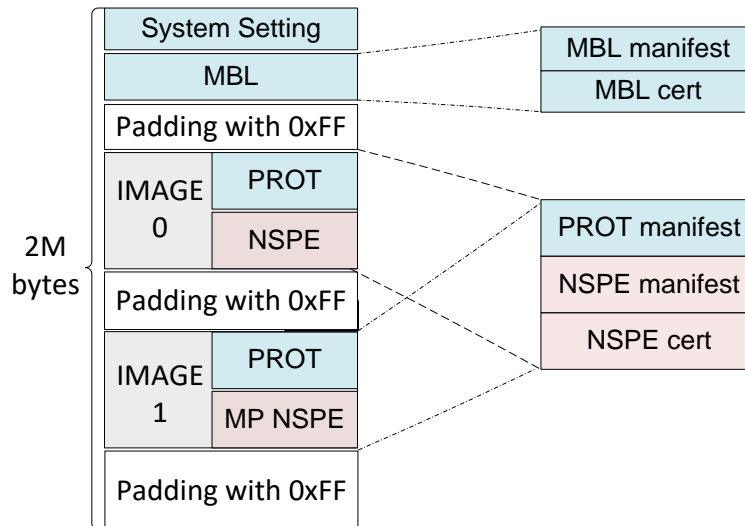 System Setting
MBL
Padding with 0xFF
IMAGE
0
PROT
NSPE
Padding with 0xFF
IMAGE
1
PROT
MP NSPE
Padding with 0xFF
2M
bytes
MBL manifest
MBL cert
PROT manifest
NSPE manifest
NSPE cert